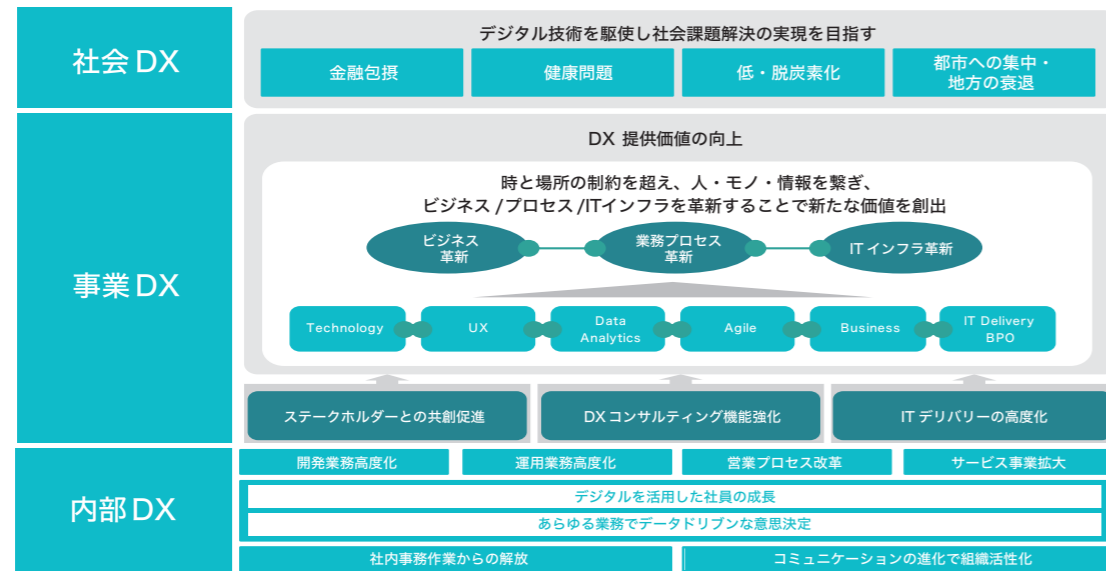 社会 DX
デジタル技術を駆使し社会課題解決の実現を目指す
金融包摂
健康問題
低・脱炭素化
都市への集中・
地方の衰退
事業 DX
DX 提供価値の向上
時と場所の制約を超え、人・モノ・情報を繋ぎ、
ビジネス /プロセス /ITインフラを革新することで新たな価値を創出
ビジネス
革新
業務プロセス
革新
IT インフラ革新
Technology
UX
Data
Analytics
Agile
Business
IT Delivery
BPO
ステークホルダーとの共創促進
DX コンサルティング機能強化
IT デリバリーの高度化
内部 DX
開発業務高度化
運用業務高度化
営業プロセス改革
サービス事業拡大
デジタルを活用した社員の成長
あらゆる業務でデータドリブンな意思決定
社内事務作業からの解放
コミュニケーションの進化で組織活性化